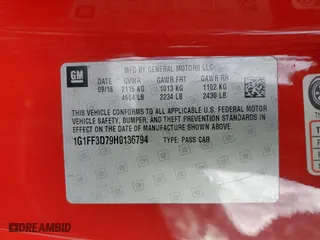 GM
MFD BY GENERAL MOTORS LLC
DATE GVWR GAWR FRT GAWR RR
09/16 2115 KG 1013 KG 1102 KG
4664 LB 2234 LB 2430 LB
THIS VEHICLE CONFORMS TO ALL APPLICABLE U.S. FEDERAL MOTOR
VEHICLE SAFETY, BUMPER, AND THEFT PREVENTION STANDARDS
IN EFFECT ON THE DATE OF MANUFACTURE SHOWN ABOVE.
1G1FF3D79H0136794 TYPE: PASS CAR
DREAMBID